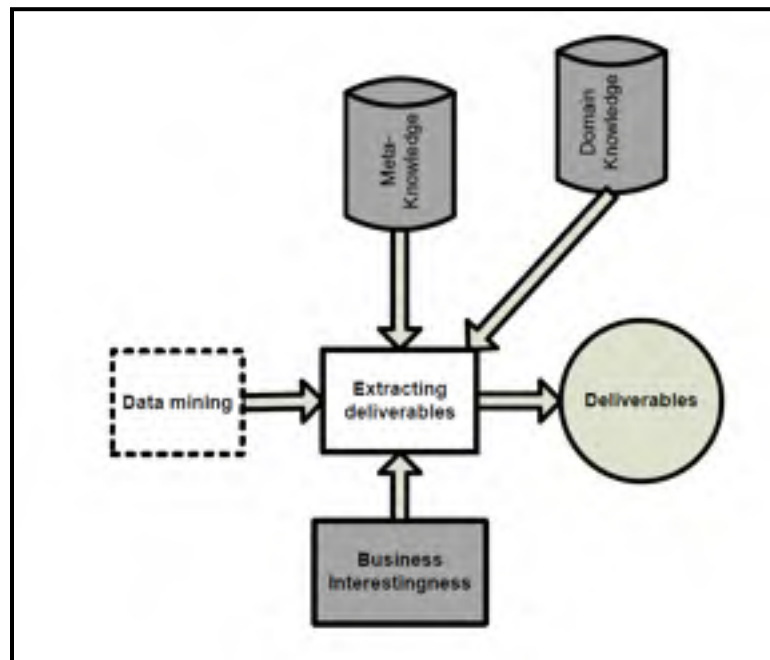 Meta-
Knowledge
Domain
Knowledge
Data mining
Extracting
deliverables
Deliverables
Business
Interestingness